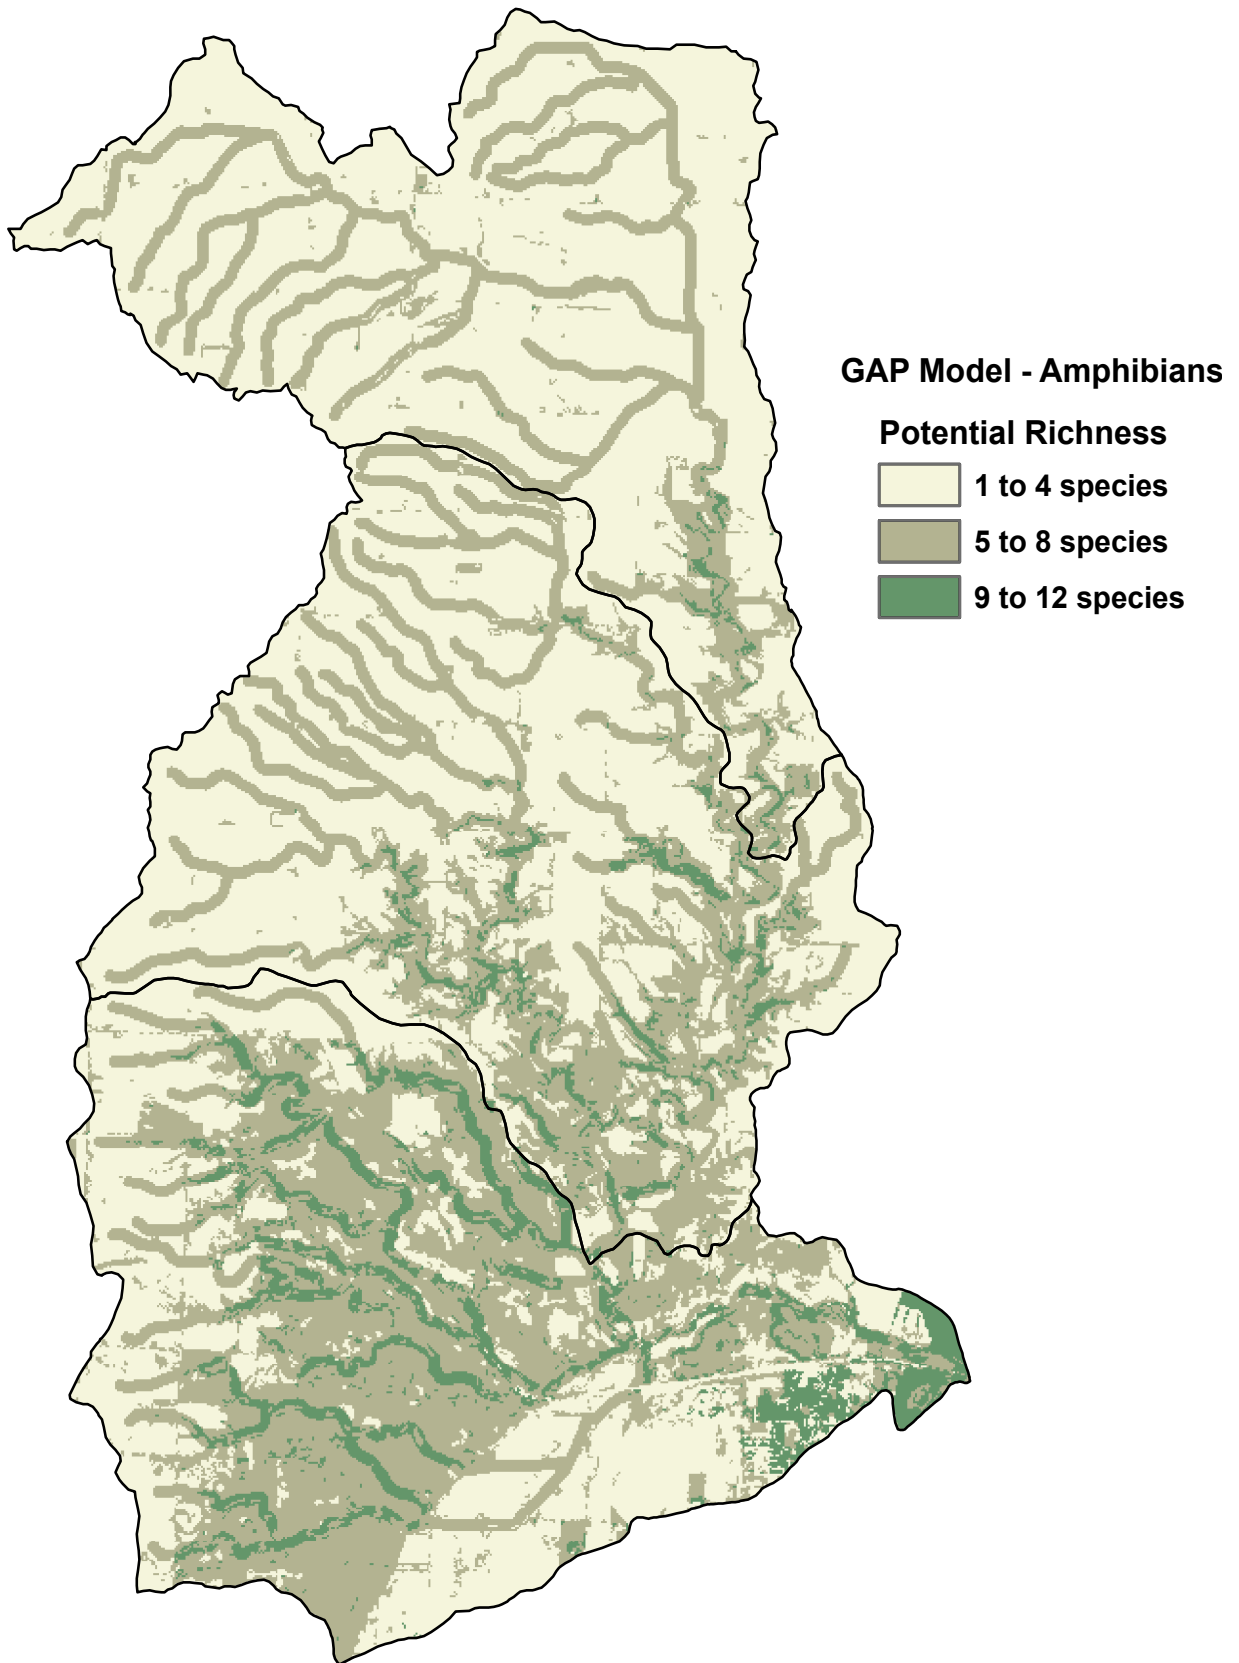 GAP Model - Amphibians
Potential Richness
1 to 4 species
5 to 8 species
9 to 12 species